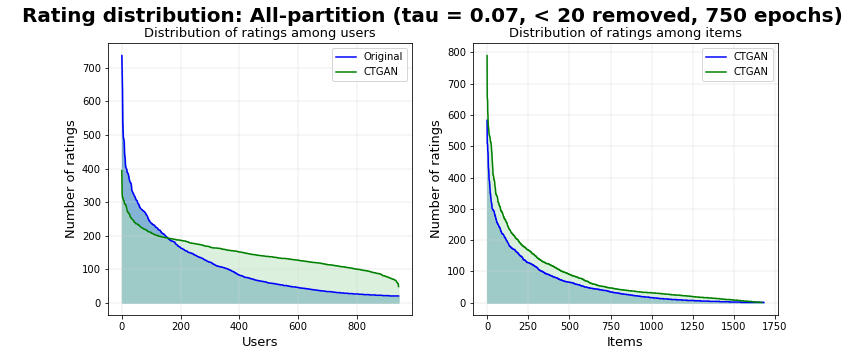 Rating distribution: All-partition (tau = 0.07, < 20 removed, 750 epochs)
Distribution of ratings among users
Number of ratings
700
600
500
400
300
200
100
0
Original
CTGAN
0 200 400 600 800
Users
Distribution of ratings among items
Number of ratings
800
700
600
500
400
300
200
100
0
CTGAN
CTGAN
0 250 500 750 1000 1250 1500 1750
Items